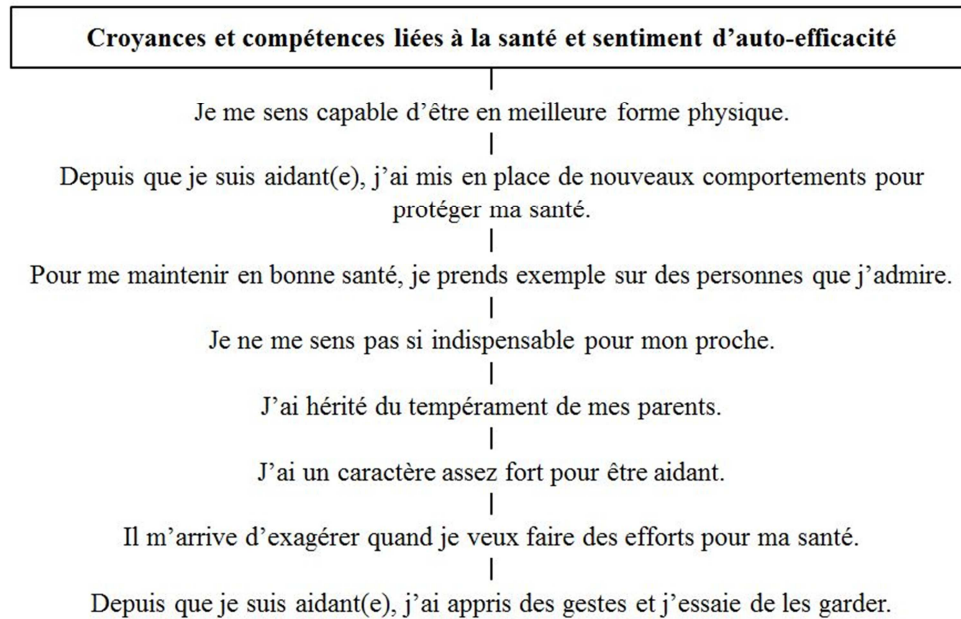 Croyances et compétences liées à la santé et sentiment d’auto-efficacité
Je me sens capable d’être en meilleure forme physique.
Depuis que je suis aidant(e), j’ai mis en place de nouveaux comportements pour
protéger ma santé.
Pour me maintenir en bonne santé, je prends exemple sur des personnes que j’admire.
Je ne me sens pas si indispensable pour mon proche.
J’ai hérité du tempérament de mes parents.
J’ai un caractère assez fort pour être aidant.
Il m’arrive d’exagérer quand je veux faire des efforts pour ma santé.
Depuis que je suis aidant(e), j’ai appris des gestes et j’essaie de les garder.